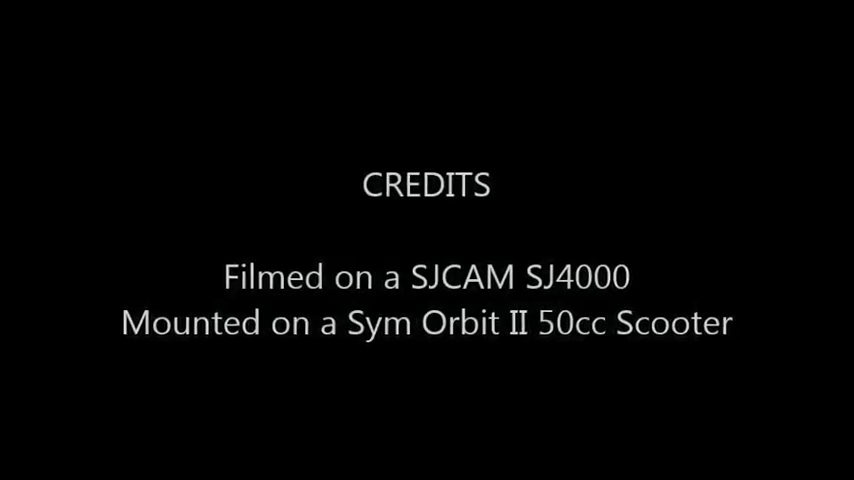 CREDITS
Filmed on a SJCAM SJ4000
Mounted on a Sym Orbit II 50cc Scooter